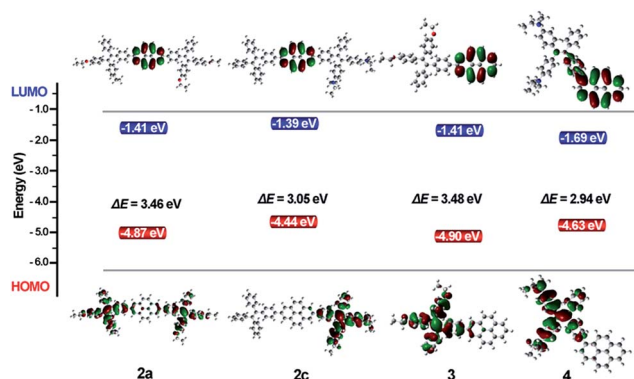 LUMO
- 1.0
-1.41 eV
-1.39 eV
-1.41 eV
-1.69 eV
- 2.0
Energy (eV)
- 3.0
ΔE = 3.46 eV
ΔE = 3.05 eV
ΔE = 3.48 eV
ΔE = 2.94 eV
- 4.0
-4.87 eV
-4.44 eV
-4.90 eV
-4.63 eV
- 5.0
- 6.0
HOMO
2a
2c
3
4